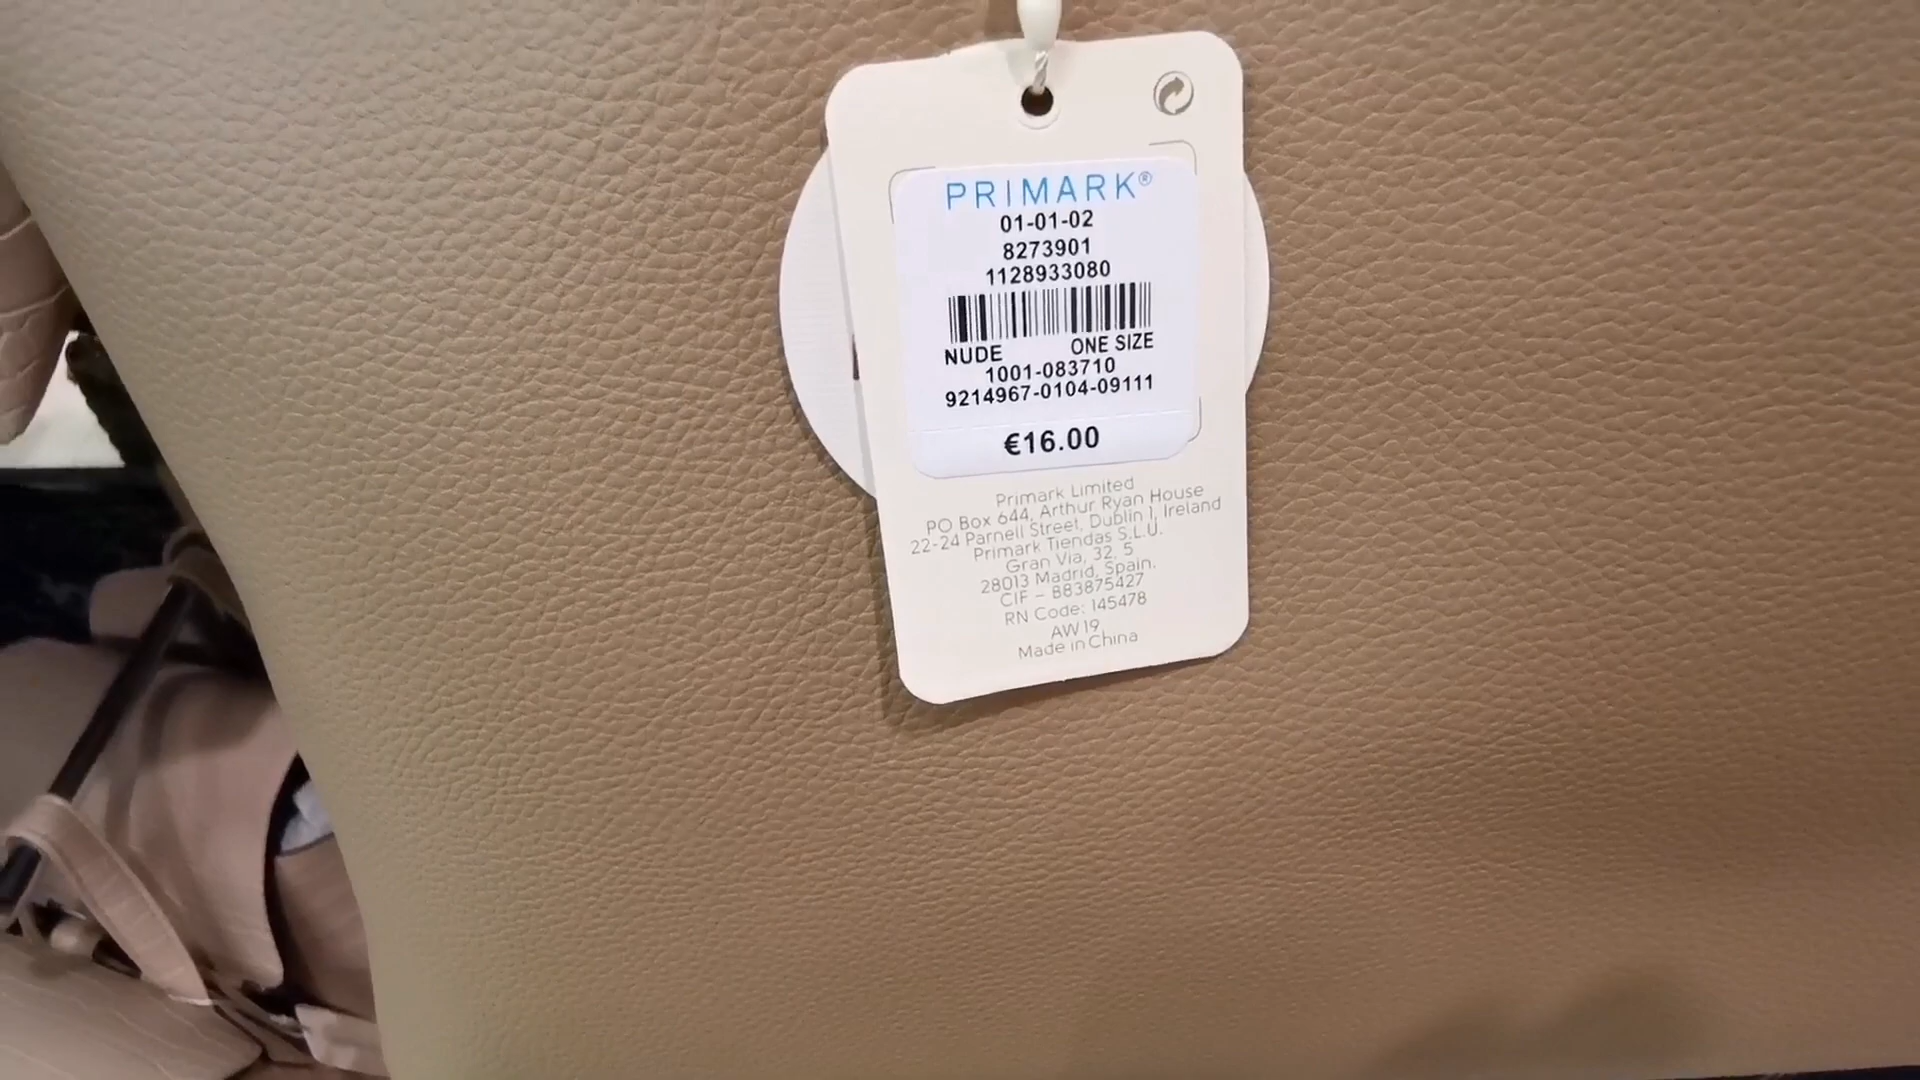 PRIMARK®
01-01-02
8273901
1128933080
NUDE ONE SIZE
1001-083710
9214967-0104-09111
€16.00
Primark Limited
PO Box 644, Arthur Ryan House
22-24 Parnell Street, Dublin 1, Ireland
Primark Tiendas S.L.U.
Gran Via, 32, 5
28013 Madrid, Spain.
CIF – B83875427
RN Code: 145478
AW19
Made in China